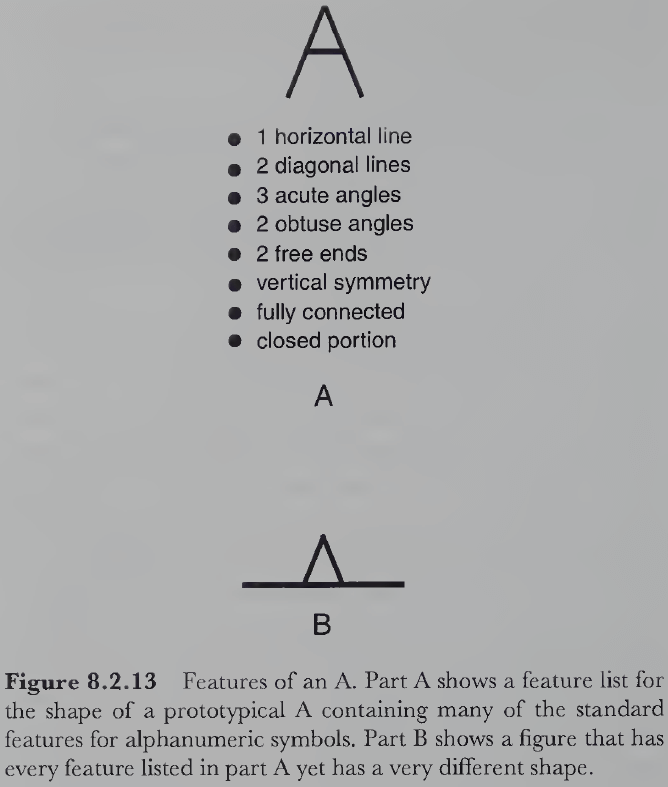 ● 1 horizontal line
● 2 diagonal lines
● 3 acute angles
● 2 obtuse angles
● 2 free ends
● vertical symmetry
● fully connected
● closed portion
A
B
Figure 8.2.13 Features of an A. Part A shows a feature list for
the shape of a prototypical A containing many of the standard
features for alphanumeric symbols. Part B shows a figure that has
every feature listed in part A yet has a very different shape.